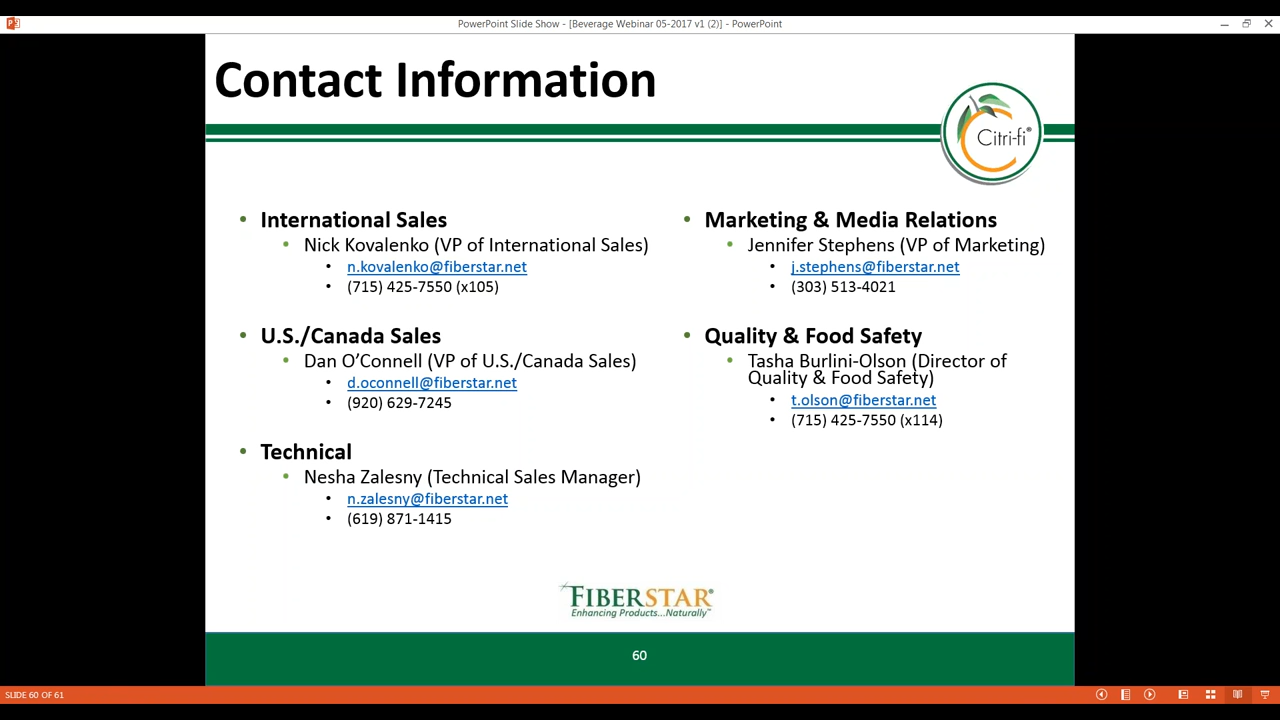 PowerPoint Slide Show - [Beverage Webinar 05-2017 v1 (2)] - PowerPoint
Contact Information
Citri-fi®
• International Sales
• Nick Kovalenko (VP of International Sales)
• n.kovalenko@fiberstar.net
• (715) 425-7550 (x105)
• U.S./Canada Sales
• Dan O’Connell (VP of U.S./Canada Sales)
• d.oconnell@fiberstar.net
• (920) 629-7245
• Technical
• Nesha Zalesny (Technical Sales Manager)
• n.zalesny@fiberstar.net
• (619) 871-1415
• Marketing & Media Relations
• Jennifer Stephens (VP of Marketing)
• j.stephens@fiberstar.net
• (303) 513-4021
• Quality & Food Safety
• Tasha Burlini-Olson (Director of
Quality & Food Safety)
• t.olson@fiberstar.net
• (715) 425-7550 (x114)
FIBERSTAR®
Enhancing Products...Naturally™
60
SLIDE 60 OF 61